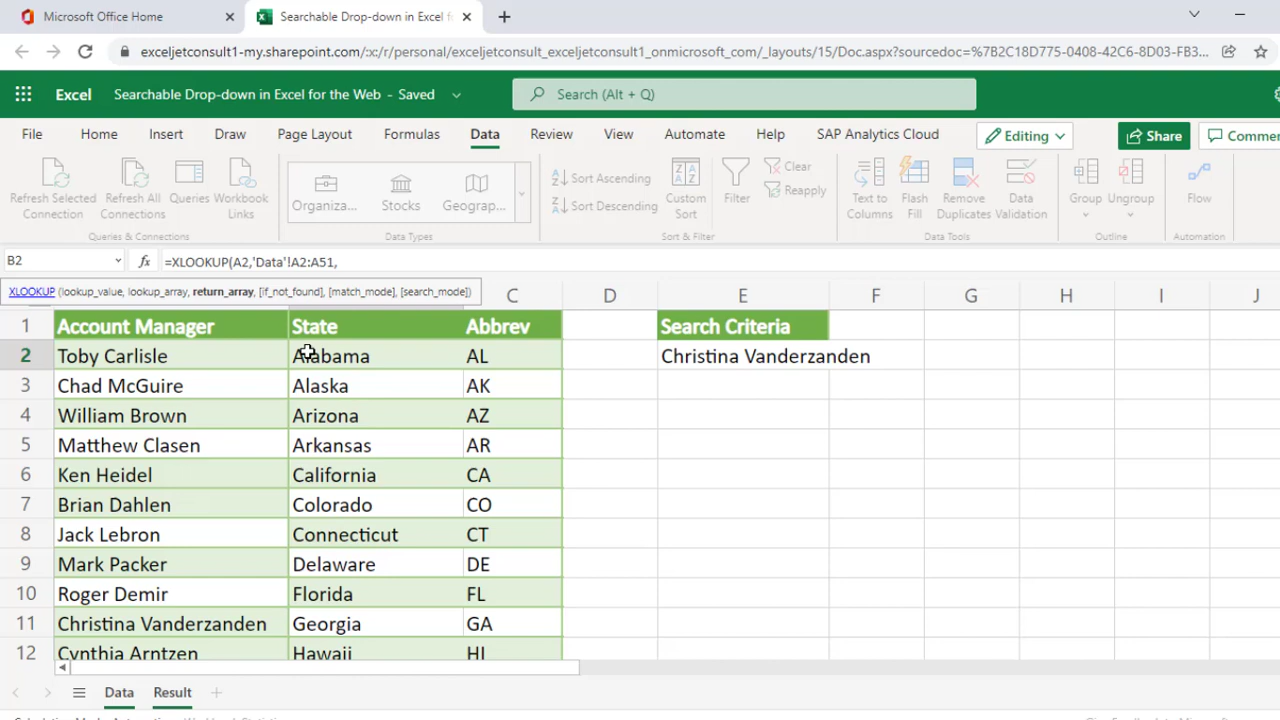 Microsoft Office Home
Searchable Drop-down in Excel f
exceljetconsult1-my.sharepoint.com/:x:/r/personal/exceljetconsult_exceljetconsult1_onmicrosoft_com/_layouts/15/Doc.aspx?sourcedoc=%7B2C18D775-0408-42C6-8D03-FB3...
Excel
Searchable Drop-down in Excel for the Web - Saved
Search (Alt + Q)
File Home Insert Draw Page Layout Formulas Data Review View Automate Help SAP Analytics Cloud Editing Share Comme
Refresh Selected Connection
Refresh All Connections
Queries
Workbook Links
Queries & Connections
Organiza...
Stocks
Geograp...
Data Types
Sort Ascending
Sort Descending
Custom Sort
Filter
Clear
Reapply
Sort & Filter
Text to Columns
Flash Fill
Remove Duplicates
Data Validation
Data Tools
Group
Ungroup
Outline
Flow
Automation
B2
fx =XLOOKUP(A2,'Data'!A2:A51,
XLOOKUP (lookup_value, lookup_array, return_array, [if_not_found], [match_mode], [search_mode])
C D E F G H I J
1 Account Manager State Abbrev Search Criteria
2 Toby Carlisle Alabama AL Christina Vanderzanden
3 Chad McGuire Alaska AK
4 William Brown Arizona AZ
5 Matthew Clasen Arkansas AR
6 Ken Heidel California CA
7 Brian Dahlen Colorado CO
8 Jack Lebron Connecticut CT
9 Mark Packer Delaware DE
10 Roger Demir Florida FL
11 Christina Vanderzanden Georgia GA
12 Cynthia Arntzen Hawaii HI
Data Result